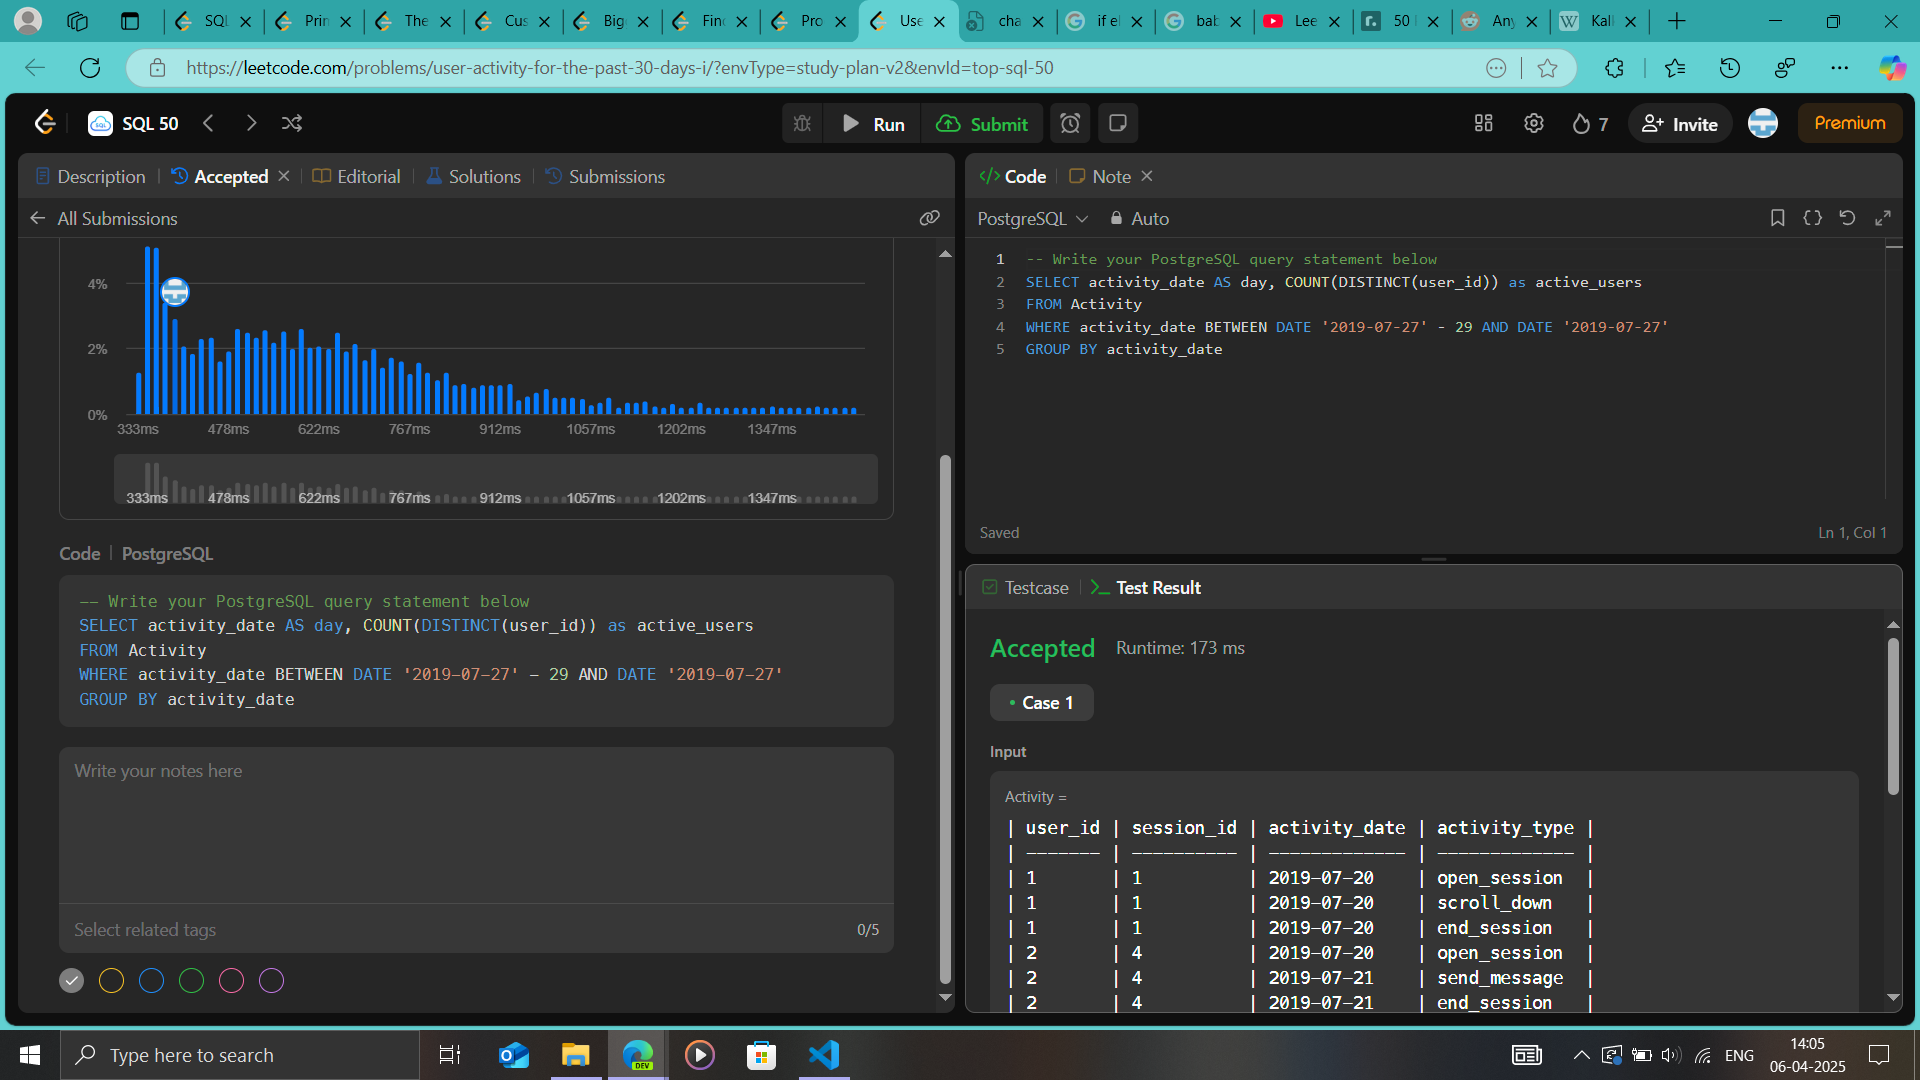 SQL
Prin
The
Cus
Big
Find
Pro
Use
cha
if el
bab
Lee
50
Any
Kall
https://leetcode.com/problems/user-activity-for-the-past-30-days-i/?envType=study-plan-v2&envId=top-sql-50
SQL 50
Run
Submit
7
Invite
Premium
Description
Accepted
Editorial
Solutions
Submissions
All Submissions
4%
2%
0%
333ms 478ms 622ms 767ms 912ms 1057ms 1202ms 1347ms
333ms 478ms 622ms 767ms 912ms 1057ms 1202ms 1347ms
Code | PostgreSQL
-- Write your PostgreSQL query statement below
SELECT activity_date AS day, COUNT(DISTINCT(user_id)) as active_users
FROM Activity
WHERE activity_date BETWEEN DATE '2019-07-27' - 29 AND DATE '2019-07-27'
GROUP BY activity_date
Write your notes here
Select related tags
0/5
</> Code
Note
PostgreSQL
Auto
1 -- Write your PostgreSQL query statement below
2 SELECT activity_date AS day, COUNT(DISTINCT(user_id)) as active_users
3 FROM Activity
4 WHERE activity_date BETWEEN DATE '2019-07-27' - 29 AND DATE '2019-07-27'
5 GROUP BY activity_date
Saved
Ln 1, Col 1
Testcase
Test Result
Accepted
Runtime: 173 ms
Case 1
Input
Activity =
| user_id | session_id | activity_date | activity_type |
| ------- | ---------- | ------------- | ------------- |
| 1 | 1 | 2019-07-20 | open_session |
| 1 | 1 | 2019-07-20 | scroll_down |
| 1 | 1 | 2019-07-20 | end_session |
| 2 | 4 | 2019-07-20 | open_session |
| 2 | 4 | 2019-07-21 | send_message |
| 2 | 4 | 2019-07-21 | end_session |
Type here to search
DEV
ENG
14:05
06-04-2025